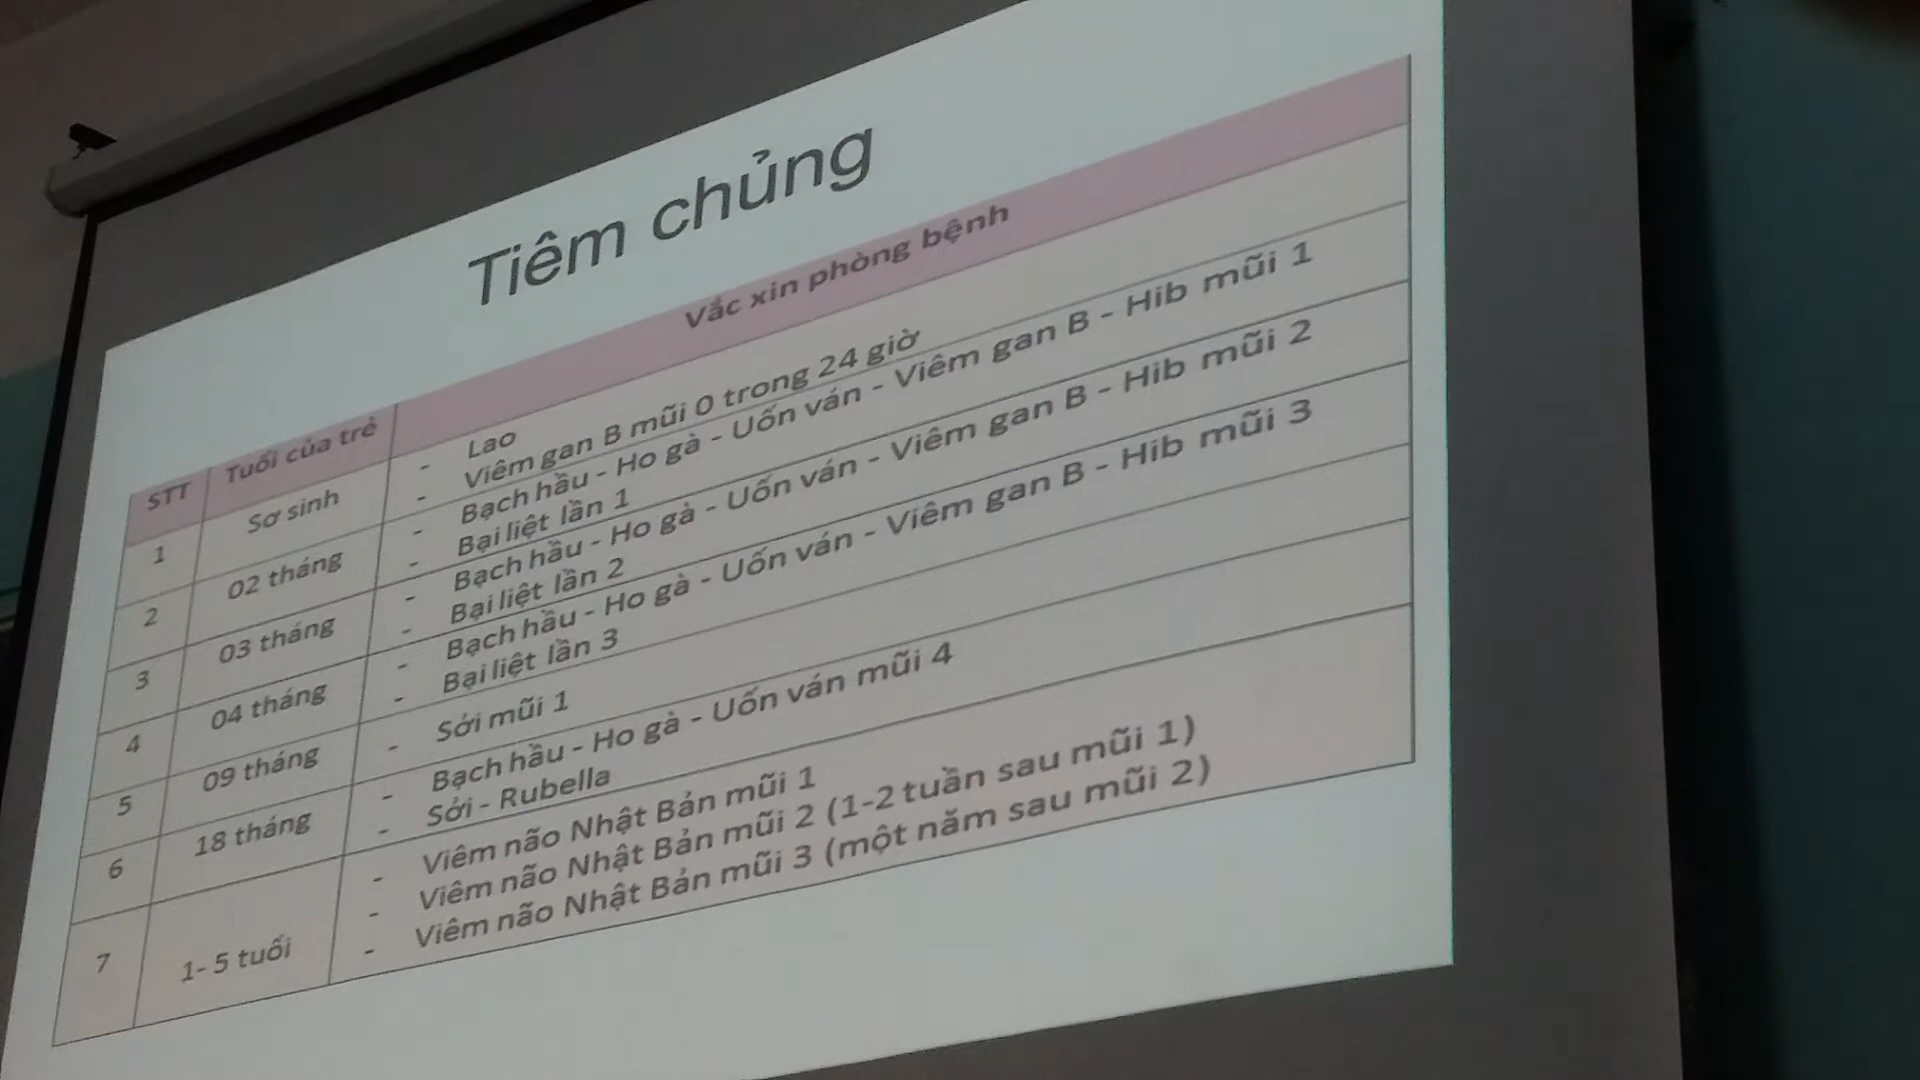 Tiêm chủng
STT Tuổi của trẻ Vắc xin phòng bệnh
1 Sơ sinh - Lao
- Viêm gan B mũi 0 trong 24 giờ
2 02 tháng - Bạch hầu - Ho gà - Uốn ván - Viêm gan B - Hib mũi 1
- Bại liệt lần 1
3 03 tháng - Bạch hầu - Ho gà - Uốn ván - Viêm gan B - Hib mũi 2
- Bại liệt lần 2
4 04 tháng - Bạch hầu - Ho gà - Uốn ván - Viêm gan B - Hib mũi 3
- Bại liệt lần 3
5 09 tháng - Sởi mũi 1
6 18 tháng - Bạch hầu - Ho gà - Uốn ván mũi 4
- Sởi - Rubella
7 1- 5 tuổi - Viêm não Nhật Bản mũi 1
- Viêm não Nhật Bản mũi 2 (1-2 tuần sau mũi 1)
- Viêm não Nhật Bản mũi 3 (một năm sau mũi 2)